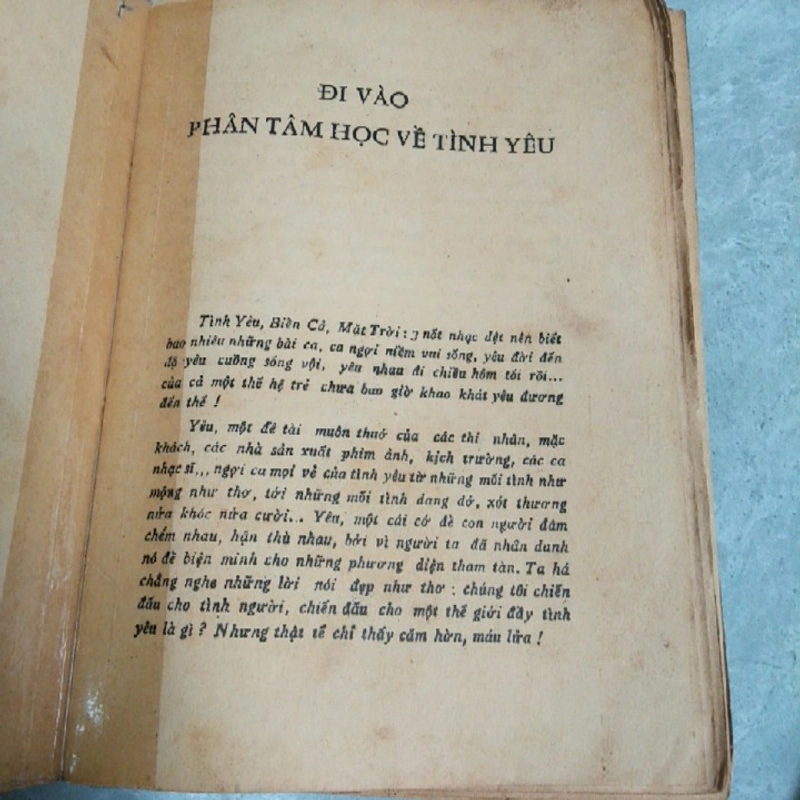 ĐI VÀO
PHÂN TÂM HỌC VỀ TÌNH YÊU
Tình Yêu, Biển Cả, Mặt Trời : 3 nốt nhạc dệt nên biết
bao nhiêu những bài ca, ca ngợi niềm vui sống, yêu đời đến
độ yêu cuồng sống vội, yêu nhau đi chiều hôm tối rồi...
của cả một thế hệ trẻ chưa bao giờ khao khát yêu đương
đến thế !
Yêu, một đề tài muôn thuở của các thi nhân, mặc
khách, các nhà sản xuất phim ảnh, kịch trường, các ca
nhạc sĩ... ngợi ca mọi vẻ của tình yêu từ những mối tình như
mộng như thơ, tới những mối tình dang dở, xót thương
nửa khóc nửa cười... Yêu, một cái cớ để con người đâm
chém nhau, hận thù nhau, bởi vì người ta đã nhân danh
nó để biện minh cho những phương diện tham tàn. Ta há
chẳng nghe những lời nói đẹp như thơ : chúng tôi chiến
đấu cho tình người, chiến đấu cho một thế giới đầy tình
yêu là gì ? Nhưng thật tế chỉ thấy căm hờn, máu lửa !